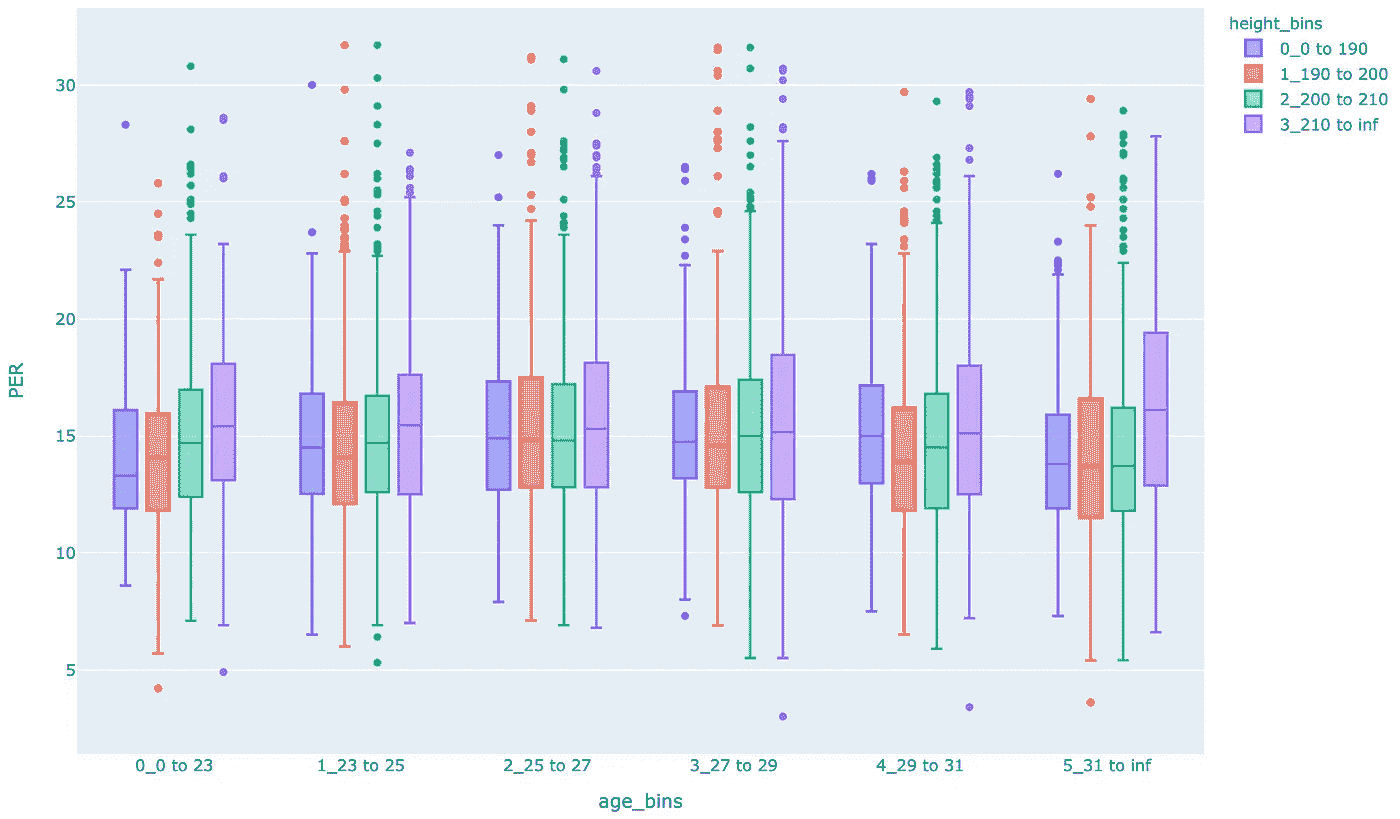 height_bins
0_0 to 190
1_190 to 200
2_200 to 210
3_210 to inf
PER
30
25
20
15
10
5
0_0 to 23
1_23 to 25
2_25 to 27
3_27 to 29
4_29 to 31
5_31 to inf
age_bins